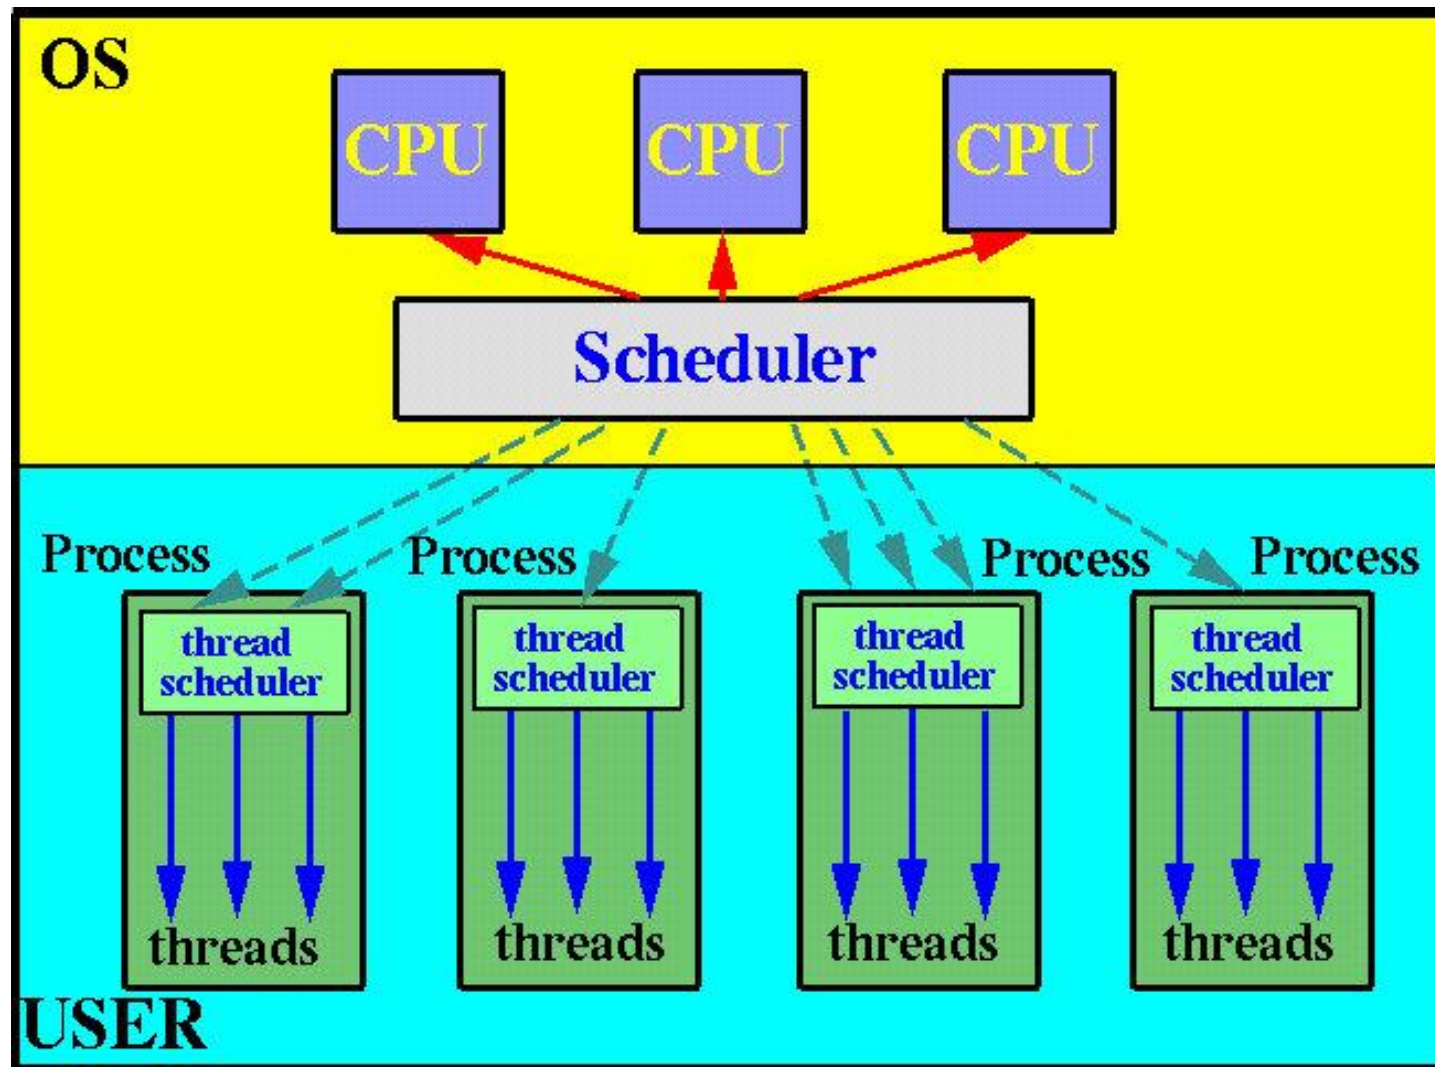 OS
CPU CPU CPU
Scheduler
Process Process Process Process
thread
scheduler
thread
scheduler
thread
scheduler
thread
scheduler
threads threads threads threads
USER